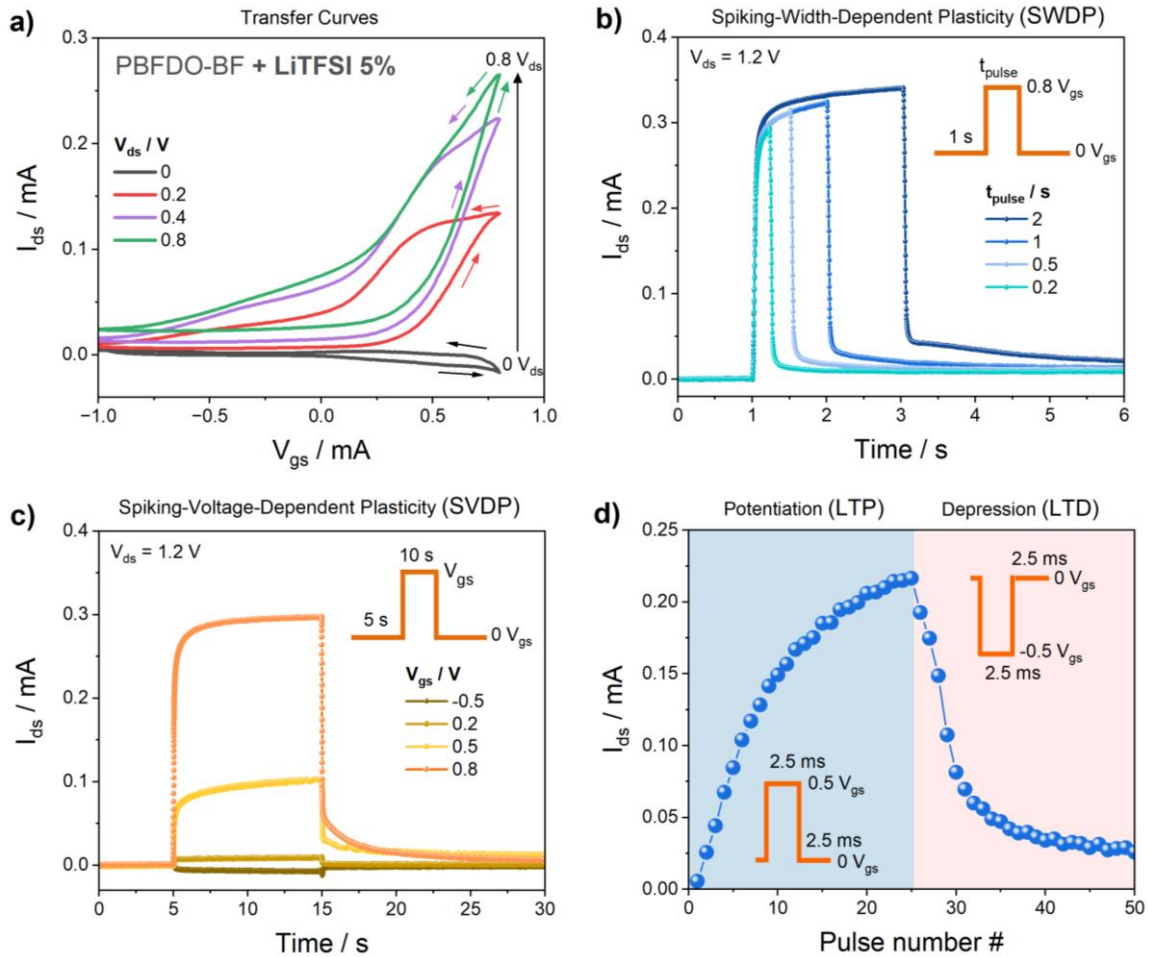 a)
Transfer Curves
PBFDO-BF + LiTFSI 5%
0.8 Vds
Vds / V
0
0.2
0.4
0.8
0 Vds
Ids / mA
0.3
0.2
0.1
0.0
−1.0 −0.5 0.0 0.5 1.0
Vgs / mA
b)
Spiking-Width-Dependent Plasticity (SWDP)
Vds = 1.2 V
tpulse
0.8 Vgs
1 s
0 Vgs
tpulse / s
2
1
0.5
0.2
Ids / mA
0.4
0.3
0.2
0.1
0.0
0 1 2 3 4 5 6
Time / s
c)
Spiking-Voltage-Dependent Plasticity (SVDP)
Vds = 1.2 V
10 s
Vgs
5 s
0 Vgs
Vgs / V
-0.5
0.2
0.5
0.8
Ids / mA
0.4
0.3
0.2
0.1
0.0
0 5 10 15 20 25 30
Time / s
d)
Potentiation (LTP)
Depression (LTD)
2.5 ms
0 Vgs
-0.5 Vgs
2.5 ms
2.5 ms
0.5 Vgs
2.5 ms
0 Vgs
Ids / mA
0.25
0.20
0.15
0.10
0.05
0.00
0 10 20 30 40 50
Pulse number #